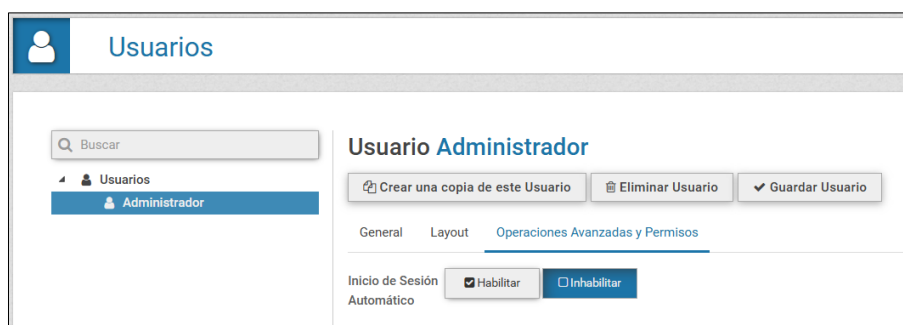 Usuarios
Buscar
Usuarios
Administrador
Usuario Administrador
Crear una copia de este Usuario Eliminar Usuario Guardar Usuario
General Layout Operaciones Avanzadas y Permisos
Inicio de Sesión
Automático
Habilitar Inhabilitar